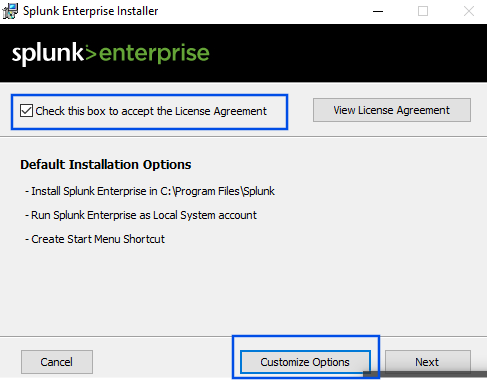 Splunk Enterprise Installer
splunk>enterprise
Check this box to accept the License Agreement
View License Agreement
Default Installation Options
- Install Splunk Enterprise in C:\Program Files\Splunk
- Run Splunk Enterprise as Local System account
- Create Start Menu Shortcut
Cancel
Customize Options
Next